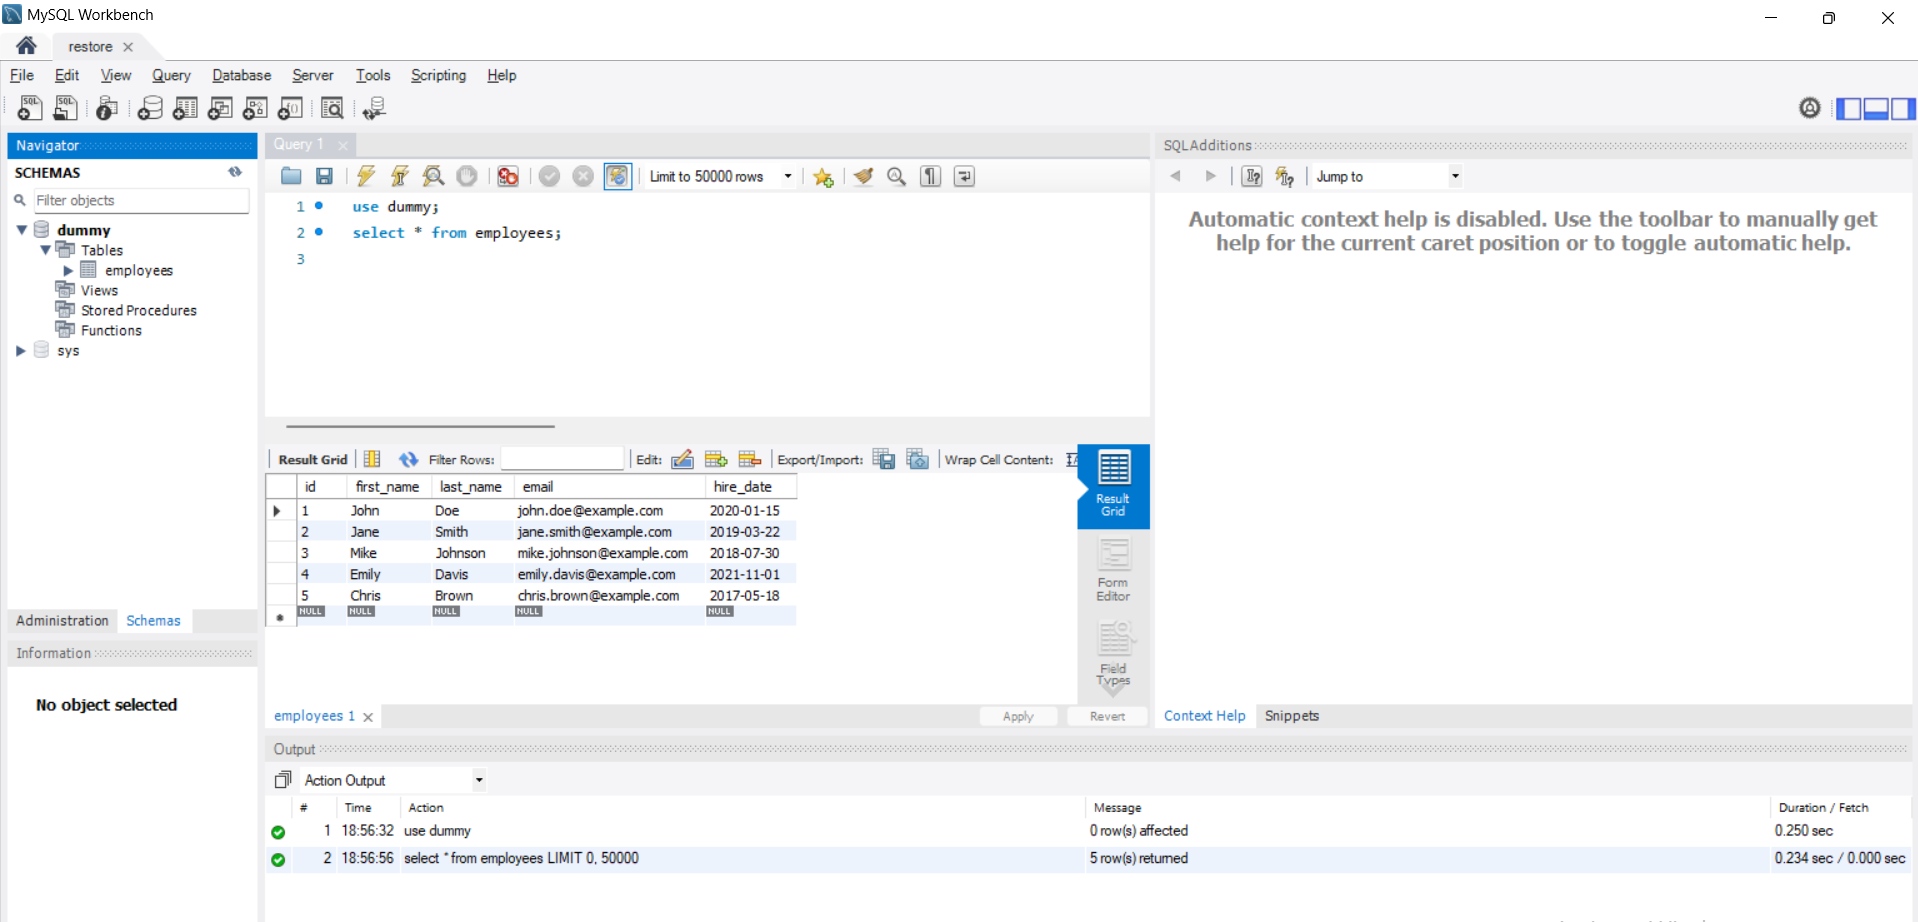 MySQL Workbench
restore
File Edit View Query Database Server Tools Scripting Help
Navigator
SCHEMAS
Filter objects
dummy
Tables
employees
Views
Stored Procedures
Functions
sys
Administration Schemas
Information
No object selected
Query 1
Limit to 50000 rows
1 use dummy;
2 select * from employees;
3
Result Grid Filter Rows: Edit: Export/Import: Wrap Cell Content:
id first_name last_name email hire_date
1 John Doe john.doe@example.com 2020-01-15
2 Jane Smith jane.smith@example.com 2019-03-22
3 Mike Johnson mike.johnson@example.com 2018-07-30
4 Emily Davis emily.davis@example.com 2021-11-01
5 Chris Brown chris.brown@example.com 2017-05-18
NULL NULL NULL NULL NULL
Result
Grid
Form
Editor
Field
Types
employees 1
Apply Revert
SQLAdditions
Jump to
Automatic context help is disabled. Use the toolbar to manually get
help for the current caret position or to toggle automatic help.
Context Help Snippets
Output
Action Output
# Time Action Message Duration / Fetch
1 18:56:32 use dummy 0 row(s) affected 0.250 sec
2 18:56:56 select * from employees LIMIT 0, 50000 5 row(s) returned 0.234 sec / 0.000 sec